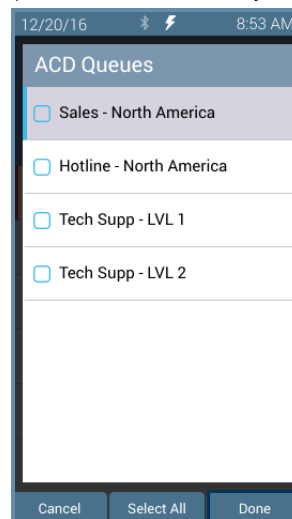 12/20/16 8:53 AM
ACD Queues
Sales - North America
Hotline - North America
Tech Supp - LVL 1
Tech Supp - LVL 2
Cancel Select All Done